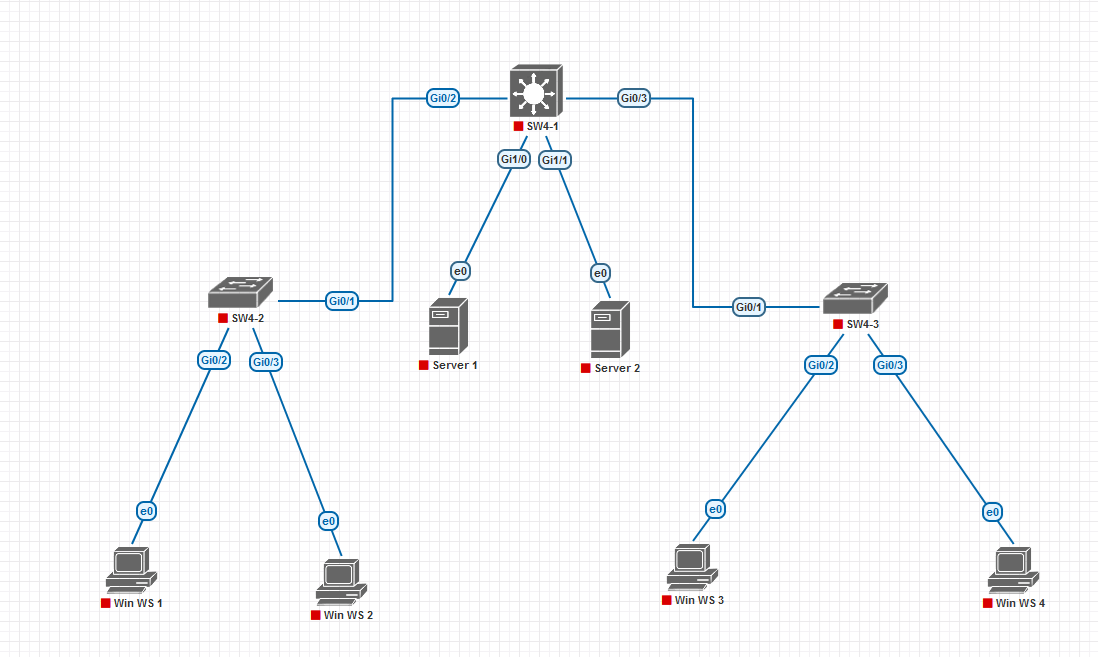 Gi0/2
Gi0/3
SW4-1
Gi1/0
Gi1/1
e0
e0
Gi0/1
Gi0/1
SW4-2
SW4-3
Gi0/2
Gi0/3
Server 1
Server 2
Gi0/2
Gi0/3
e0
e0
e0
e0
Win WS 1
Win WS 2
Win WS 3
Win WS 4